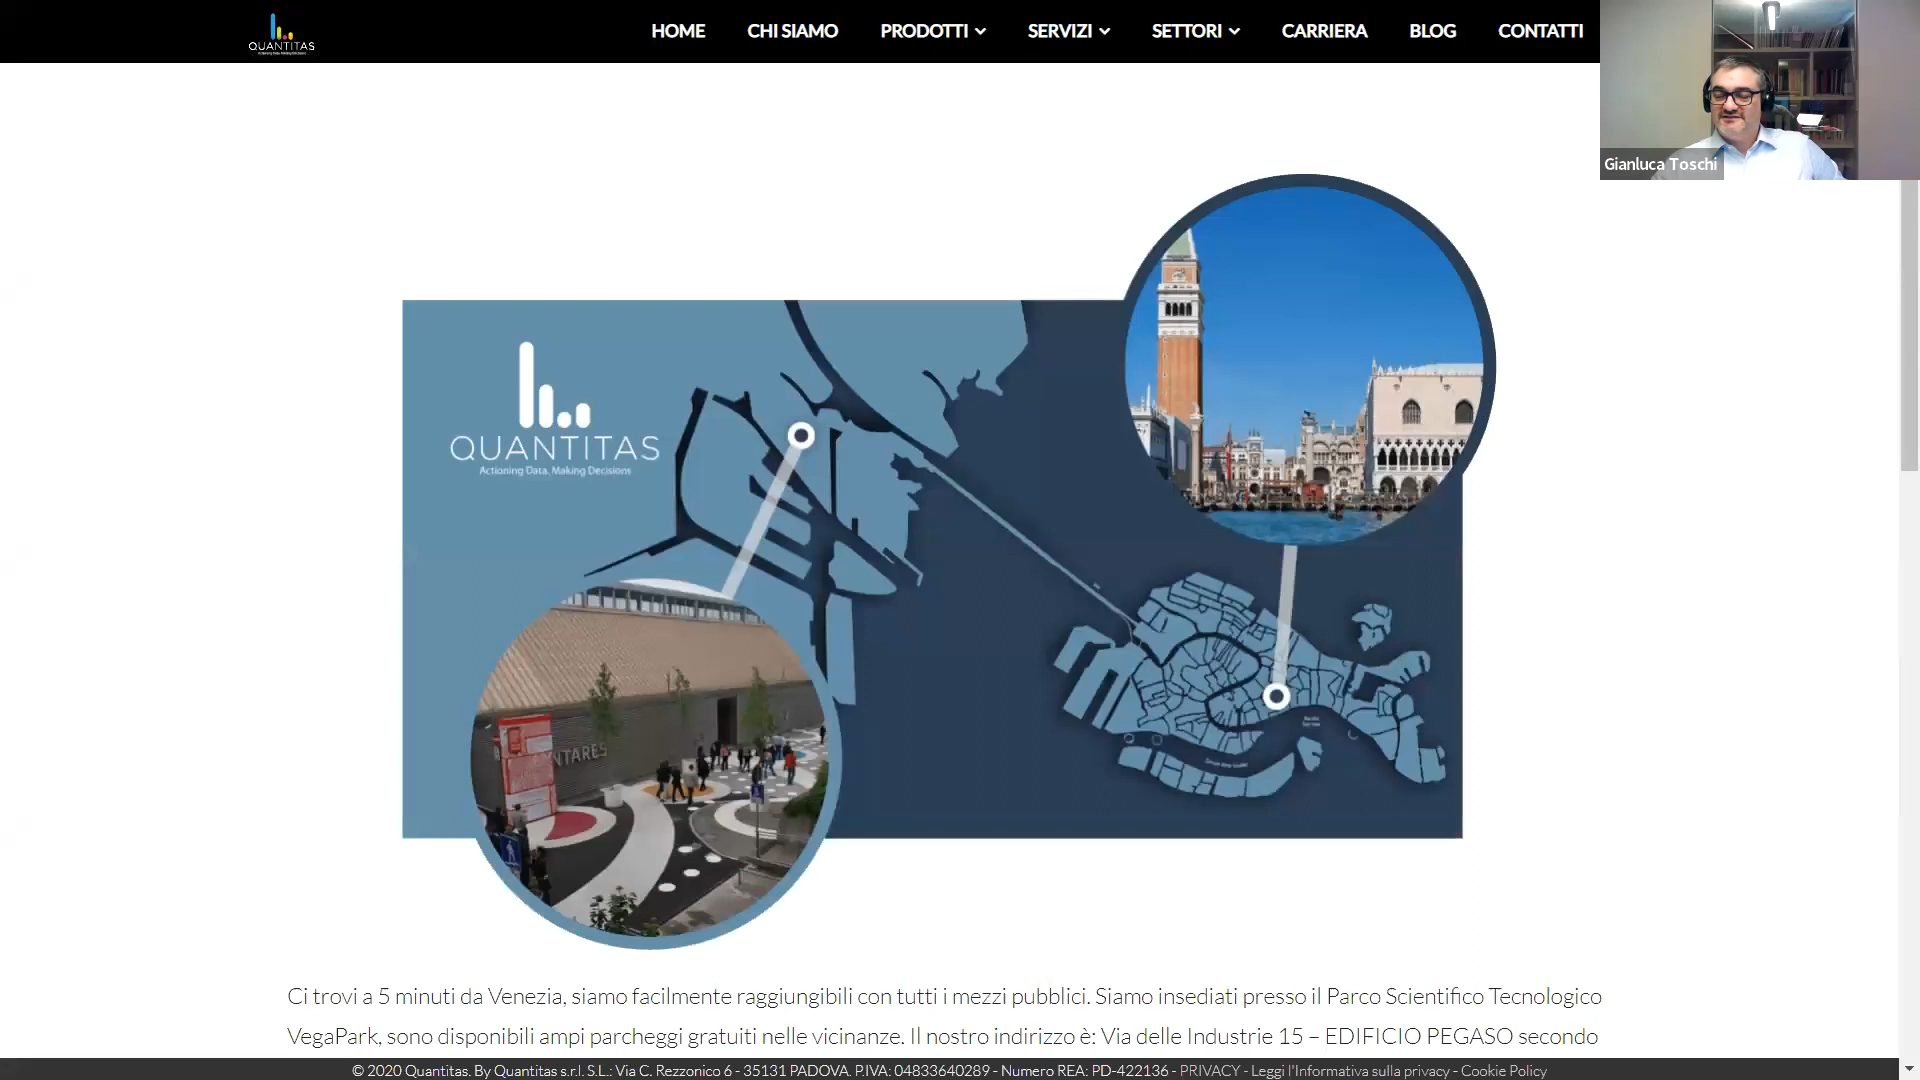 QUANTITAS
HOME CHI SIAMO PRODOTTI SERVIZI SETTORI CARRIERA BLOG CONTATTI
Gianluca Toschi
QUANTITAS
Actioning Data, Making Decisions
NTARES
Ci trovi a 5 minuti da Venezia, siamo facilmente raggiungibili con tutti i mezzi pubblici. Siamo insediati presso il Parco Scientifico Tecnologico
VegaPark, sono disponibili ampi parcheggi gratuiti nelle vicinanze. Il nostro indirizzo è: Via delle Industrie 15 – EDIFICIO PEGASO secondo
© 2020 Quantitas. By Quantitas s.r.l. S.L.: Via C. Rezzonico 6 - 35131 PADOVA. P.IVA: 04833640289 - Numero REA: PD-422136 - PRIVACY - Leggi l'Informativa sulla privacy - Cookie Policy